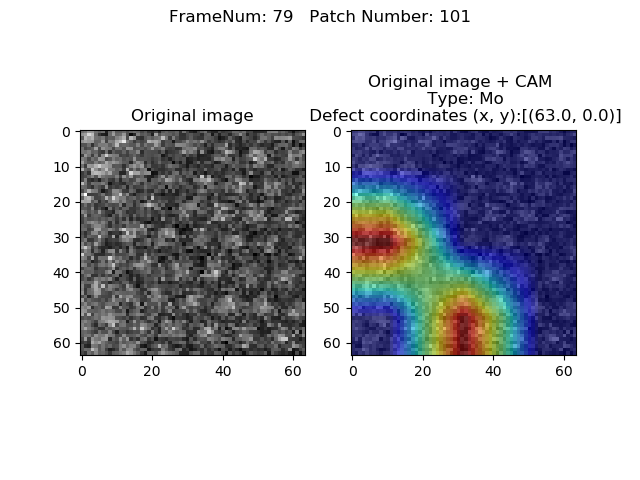 FrameNum: 79   Patch Number: 101
Original image
Original image + CAM
Type: Mo
Defect coordinates (x, y):[(63.0, 0.0)]
0
10
20
30
40
50
60
0 20 40 60
0
10
20
30
40
50
60
0 20 40 60